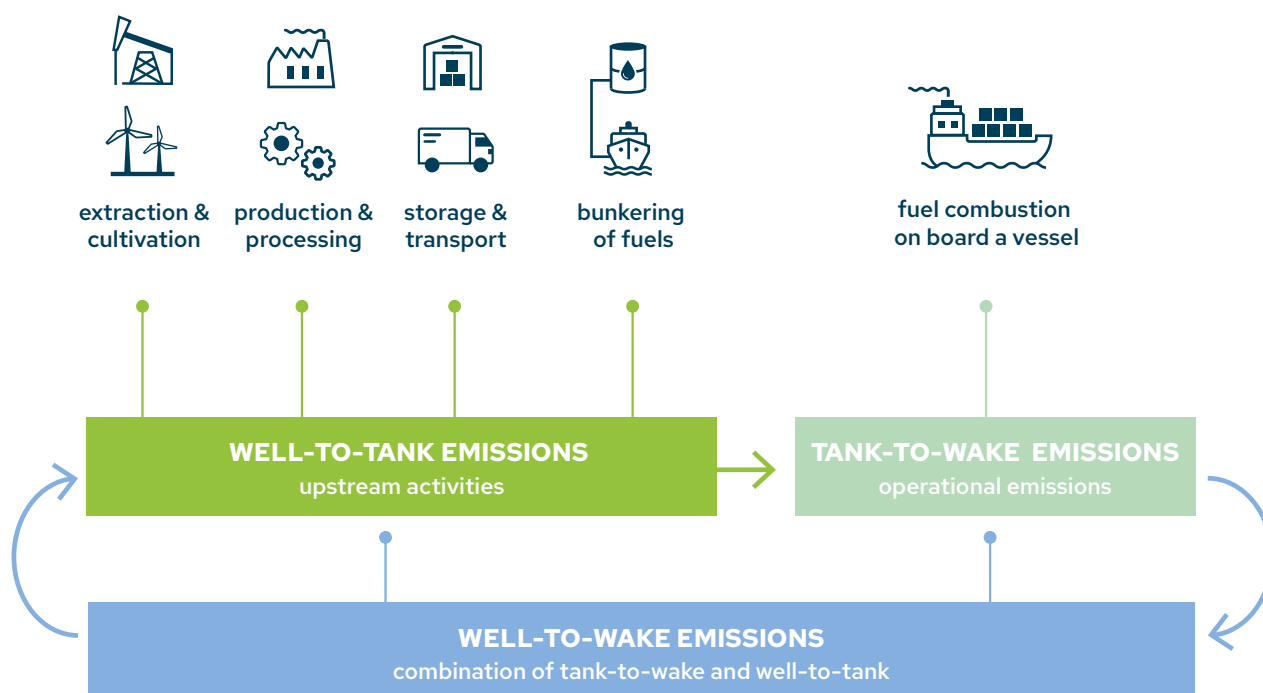 extraction &
cultivation
production &
processing
storage &
transport
bunkering
of fuels
fuel combustion
on board a vessel
WELL-TO-TANK EMISSIONS
upstream activities
TANK-TO-WAKE EMISSIONS
operational emissions
WELL-TO-WAKE EMISSIONS
combination of tank-to-wake and well-to-tank